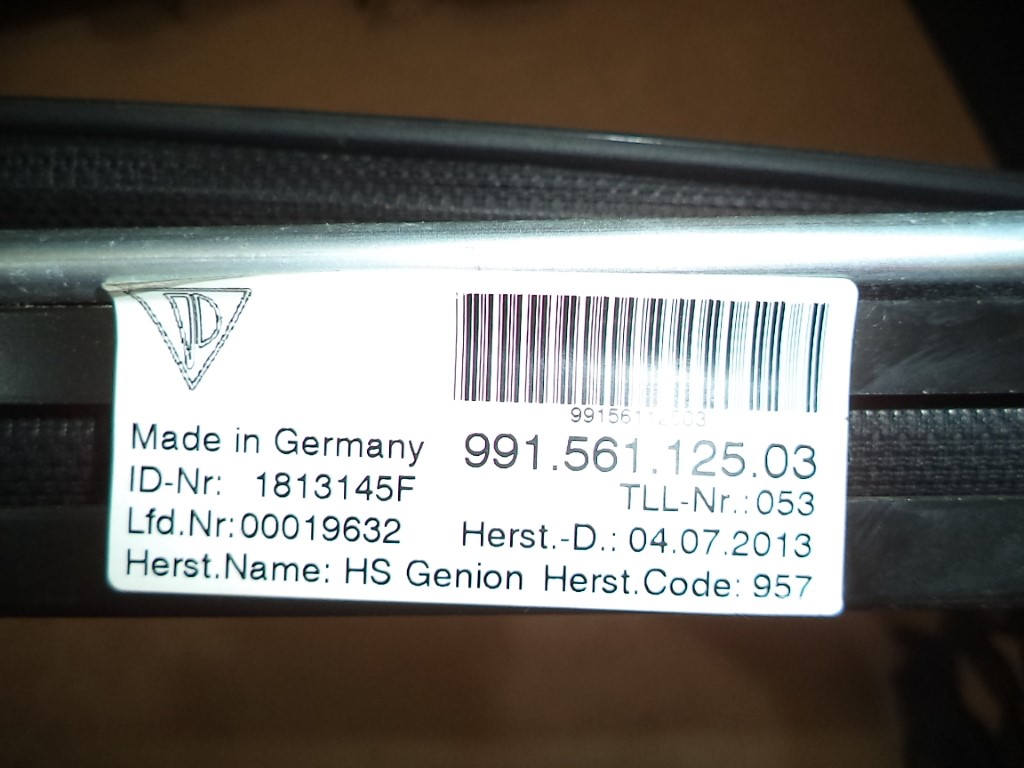 99156112503
991.561.125.03
Made in Germany
TLL-Nr.: 053
ID-Nr: 1813145F
Herst.-D.: 04.07.2013
Lfd.Nr:00019632
Herst.Name: HS Genion Herst.Code: 957